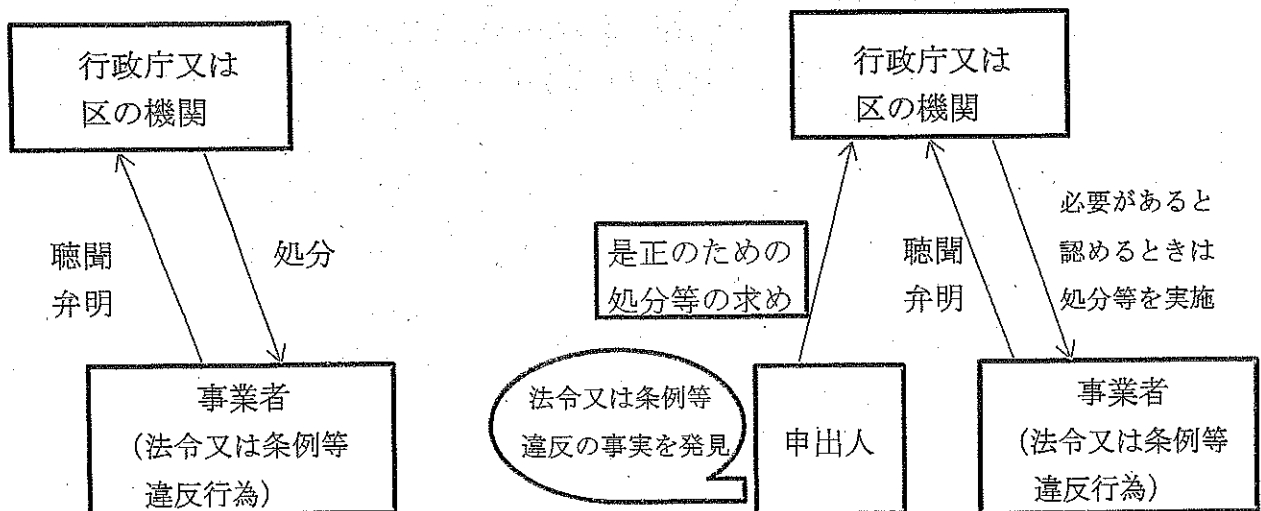 行政庁又は
区の機関
聴聞
弁明
処分
事業者
（法令又は条例等
違反行為）
行政庁又は
区の機関
是正のための
処分等の求め
聴聞
弁明
必要があると
認めるときは
処分等を実施
法令又は条例等
違反の事実を発見
申出人
事業者
（法令又は条例等
違反行為）